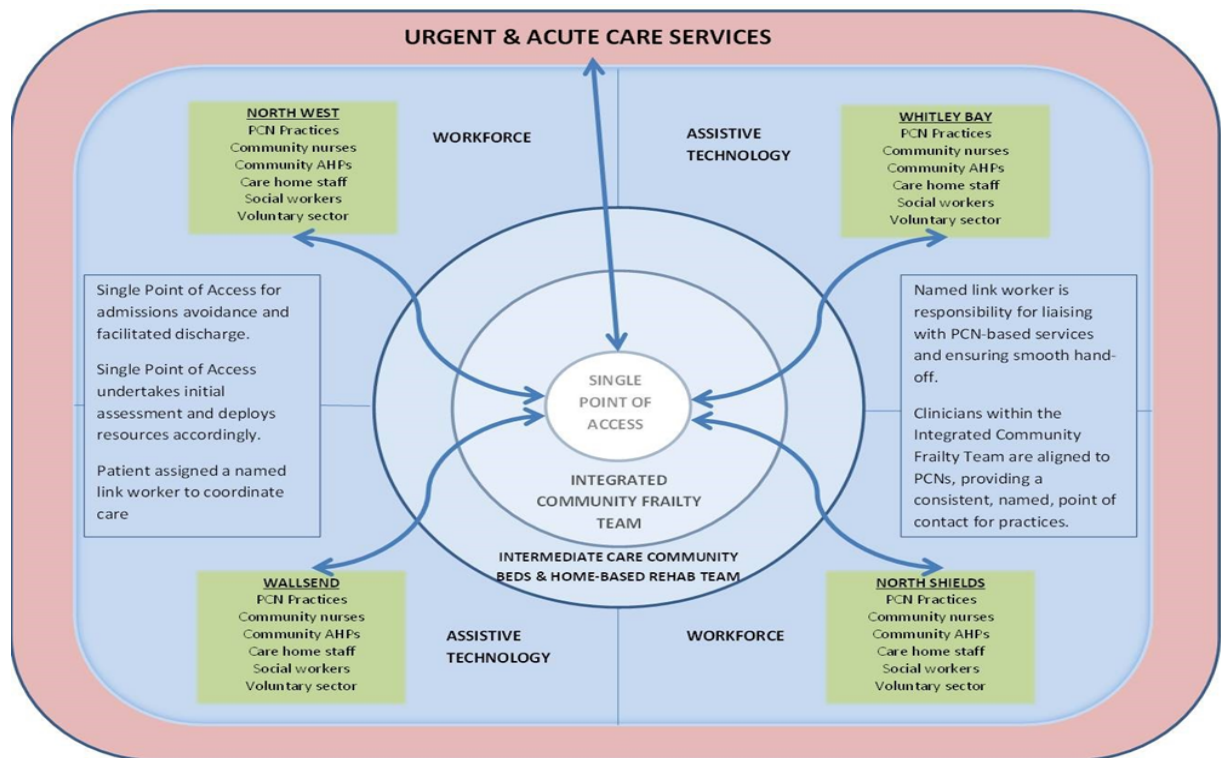 URGENT & ACUTE CARE SERVICES
NORTH WEST
PCN Practices
Community nurses
Community AHPs
Care home staff
Social workers
Voluntary sector
WORKFORCE
ASSISTIVE
TECHNOLOGY
WHITLEY BAY
PCN Practices
Community nurses
Community AHPs
Care home staff
Social workers
Voluntary sector
Single Point of Access for
admissions avoidance and
facilitated discharge.
Single Point of Access
undertakes initial
assessment and deploys
resources accordingly.
Patient assigned a named
link worker to coordinate
care
SINGLE
POINT OF
ACCESS
INTEGRATED
COMMUNITY FRAILTY
TEAM
INTERMEDIATE CARE COMMUNITY
BEDS & HOME-BASED REHAB TEAM
Named link worker is
responsibility for liaising
with PCN-based services
and ensuring smooth hand-
off.
Clinicians within the
Integrated Community
Frailty Team are aligned to
PCNs, providing a
consistent, named, point of
contact for practices.
WALLSEND
PCN Practices
Community nurses
Community AHPs
Care home staff
Social workers
Voluntary sector
ASSISTIVE
TECHNOLOGY
WORKFORCE
NORTH SHIELDS
PCN Practices
Community nurses
Community AHPs
Care home staff
Social workers
Voluntary sector